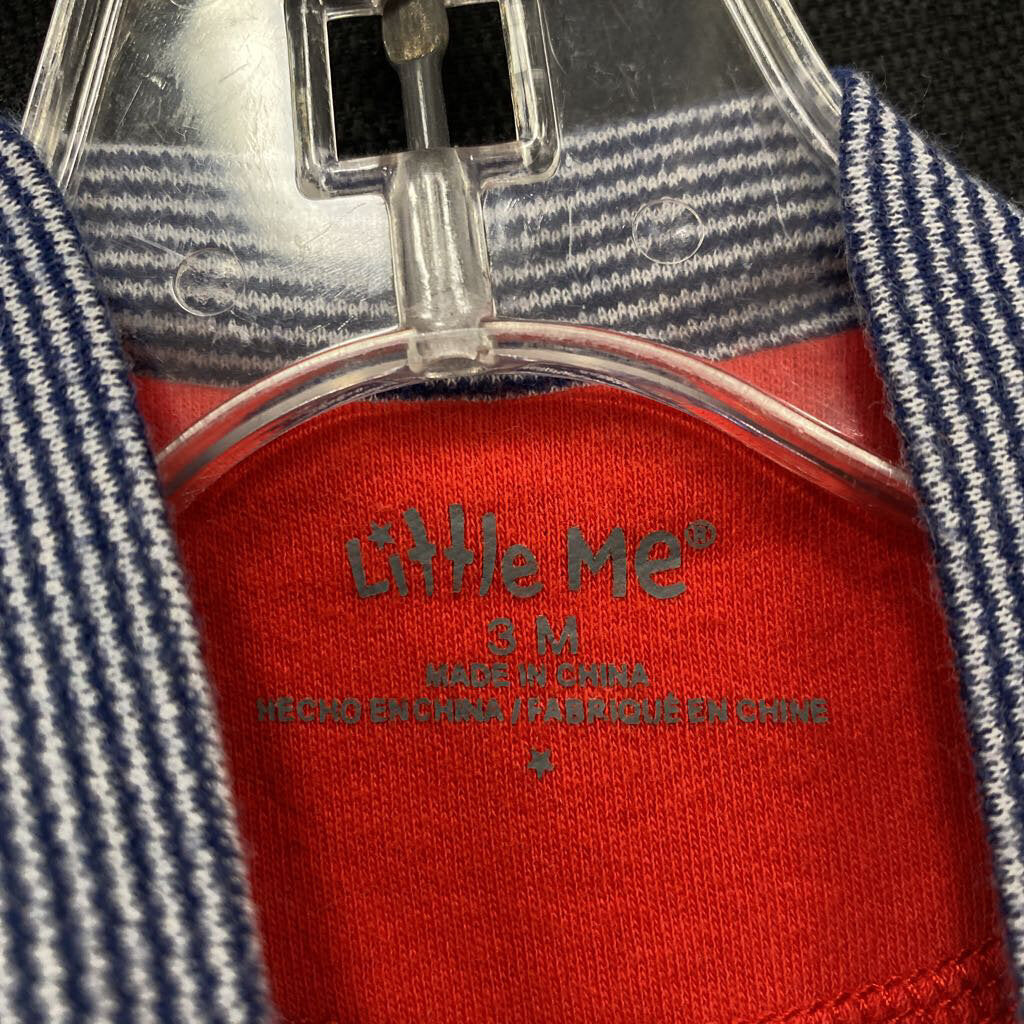 Little Me®
3 M
MADE IN CHINA
HECHO EN CHINA / FABRIQUÉ EN CHINE